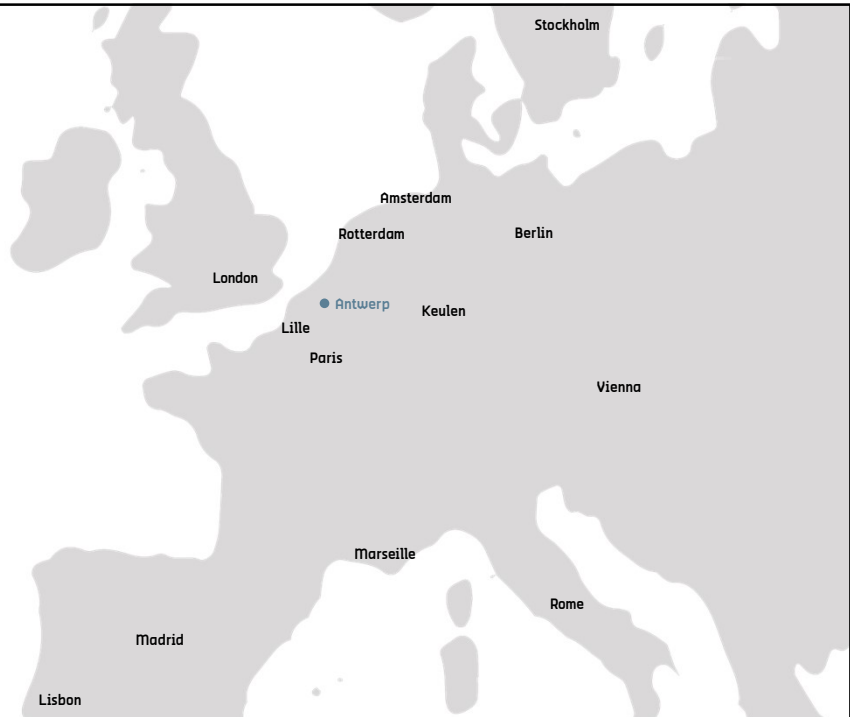 Stockholm
Amsterdam
Rotterdam
Berlin
London
Antwerp
Keulen
Lille
Paris
Vienna
Marseille
Rome
Madrid
Lisbon